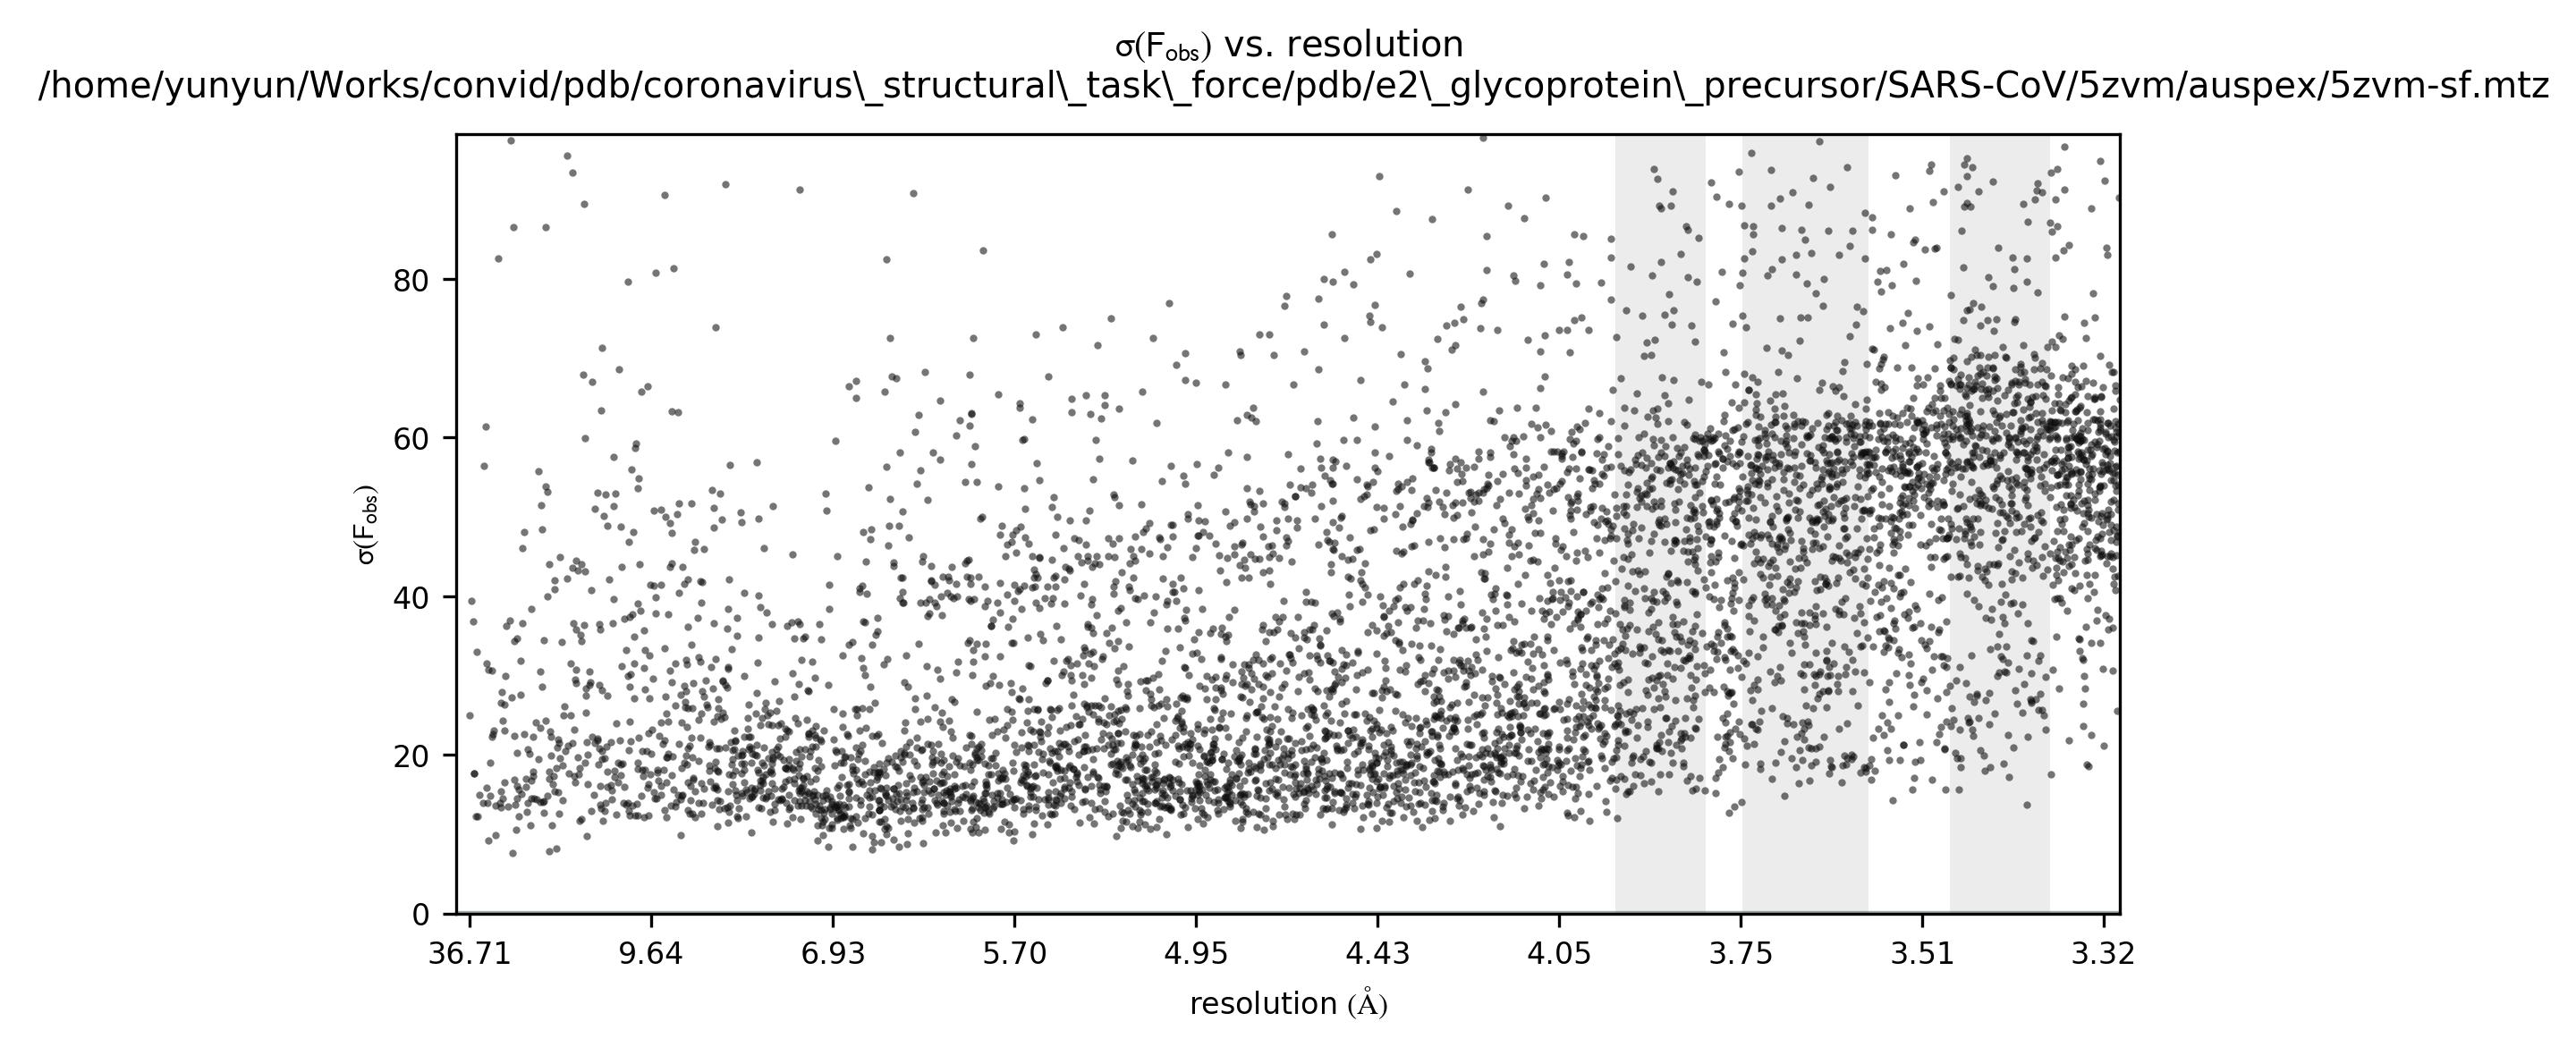 σ(Fobs) vs. resolution
/home/yunyun/Works/convid/pdb/coronavirus\_structural\_task\_force/pdb/e2\_glycoprotein\_precursor/SARS-CoV/5zvm/auspex/5zvm-sf.mtz
80
60
40
20
0
σ(Fobs)
36.71 9.64 6.93 5.70 4.95 4.43 4.05 3.75 3.51 3.32
resolution (Å)